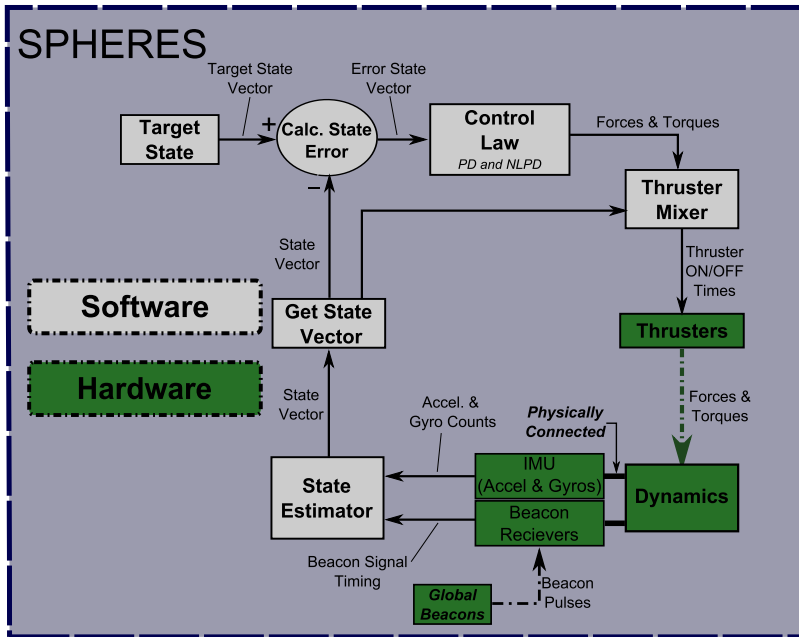 SPHERES
Target State
Vector
Error State
Vector
Target
State
+
Calc. State
Error
−
Control
Law
PD and NLPD
Forces & Torques
Thruster
Mixer
State
Vector
Thruster
ON/OFF
Times
Software
Get State
Vector
Thrusters
Hardware
State
Vector
Accel. &
Gyro Counts
Physically
Connected
Forces &
Torques
State
Estimator
IMU
(Accel & Gyros)
Beacon
Recievers
Dynamics
Beacon Signal
Timing
Global
Beacons
Beacon
Pulses